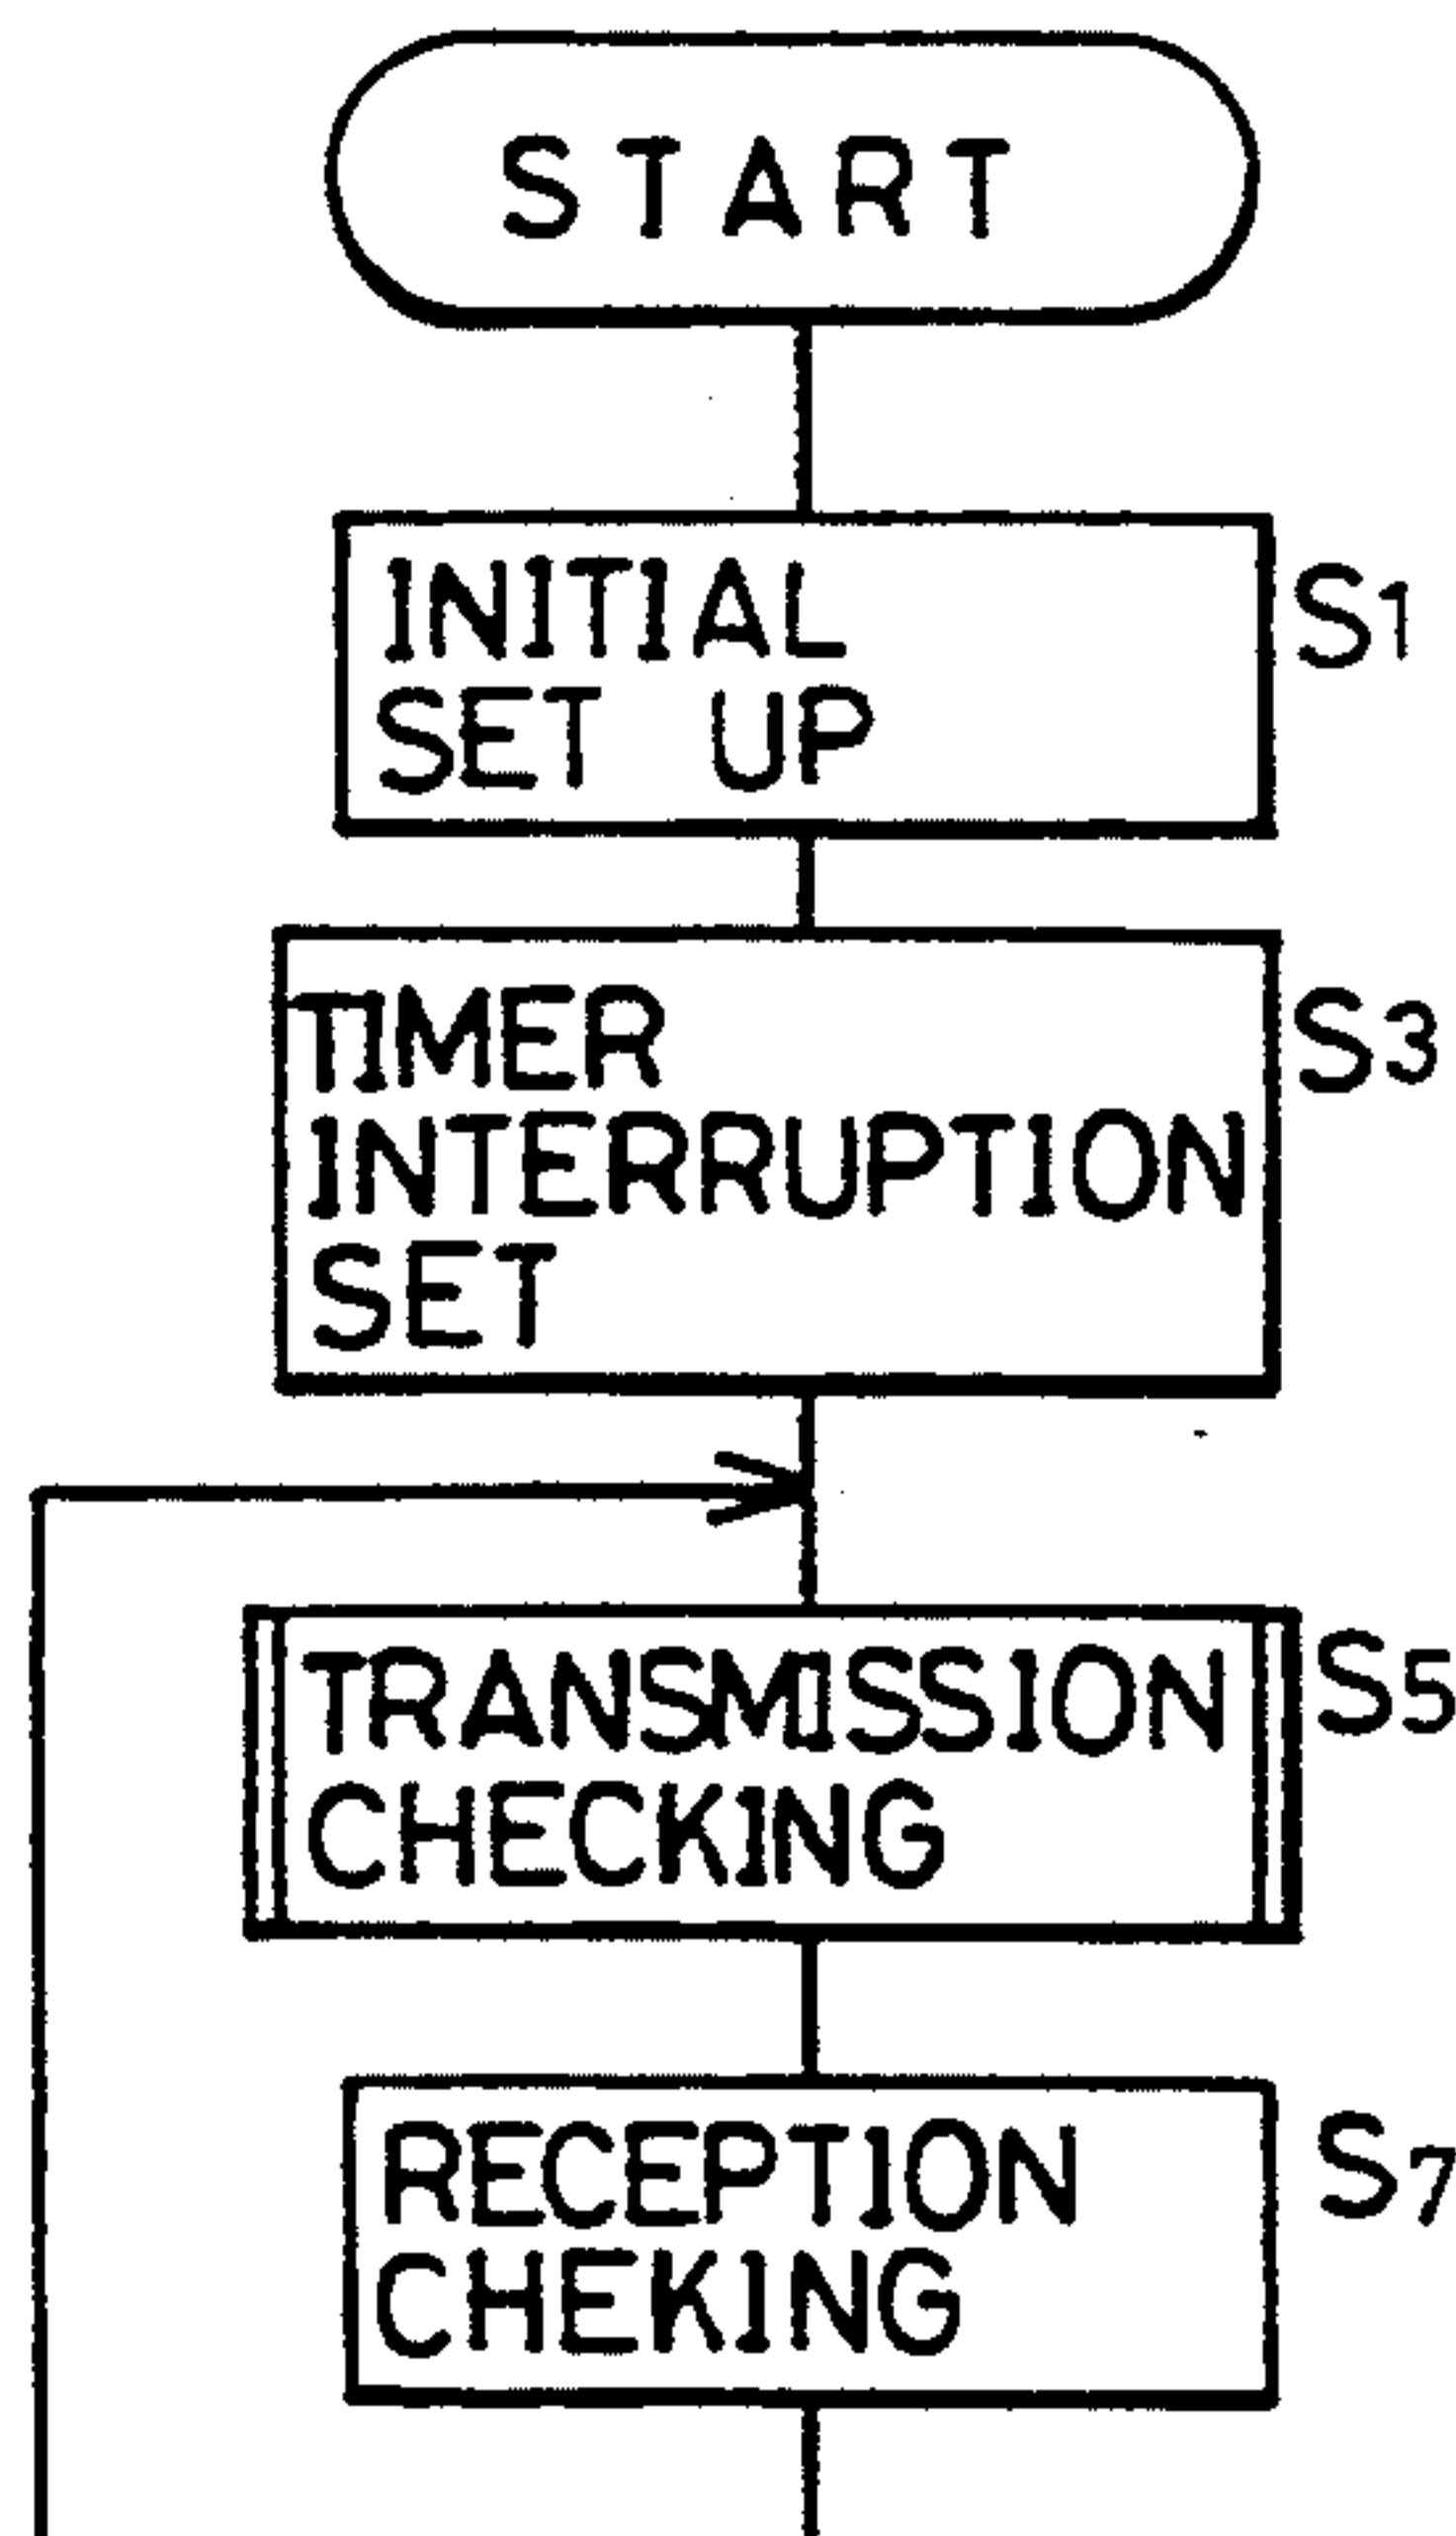 START
INITIAL
SET UP
S1
TIMER
INTERRUPTION
SET
S3
TRANSMISSION
CHECKING
S5
RECEPTION
CHEKING
S7